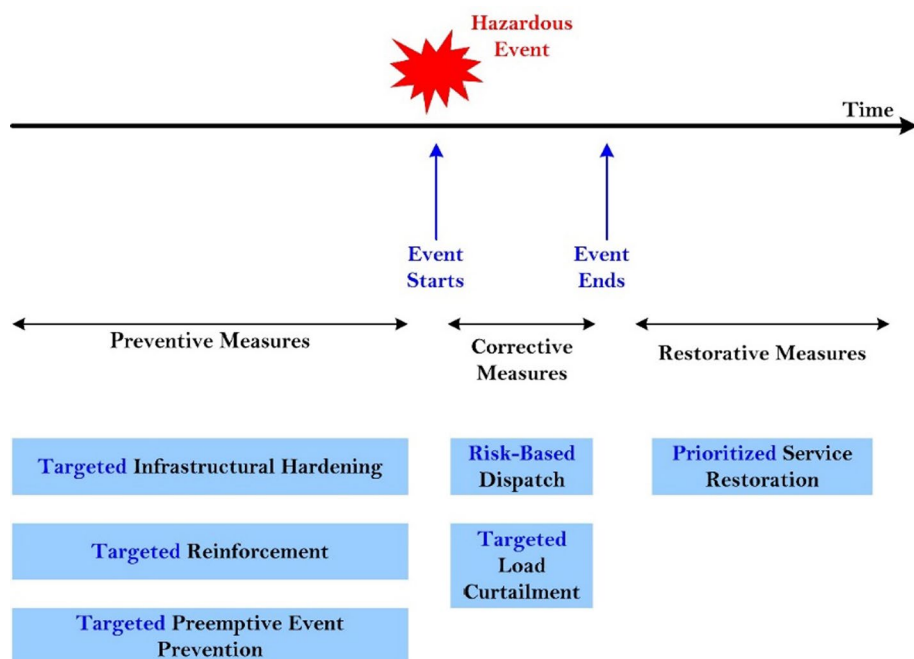 Hazardous
Event
Time
Event
Starts
Event
Ends
Preventive Measures
Corrective
Measures
Restorative Measures
Targeted Infrastructural Hardening
Risk-Based
Dispatch
Prioritized Service
Restoration
Targeted Reinforcement
Targeted
Load
Curtailment
Targeted Preemptive Event
Prevention